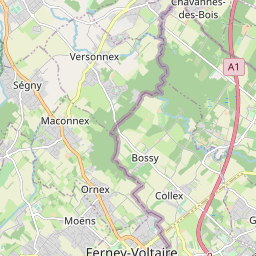 Chavannes-
des-Bois
Versonnex
A1
Ségny
Maconnex
Bossy
Ornex
Collex
Moëns
Ferney-Voltaire